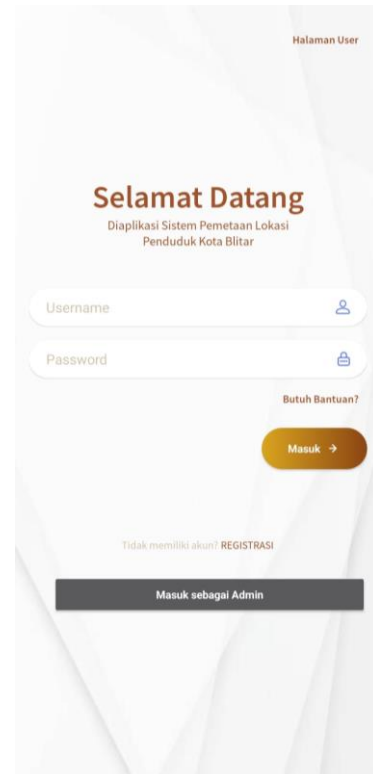 Halaman User
Selamat Datang
Diaplikasi Sistem Pemetaan Lokasi
Penduduk Kota Blitar
Username
Password
Butuh Bantuan?
Masuk →
Tidak memiliki akun? REGISTRASI
Masuk sebagai Admin